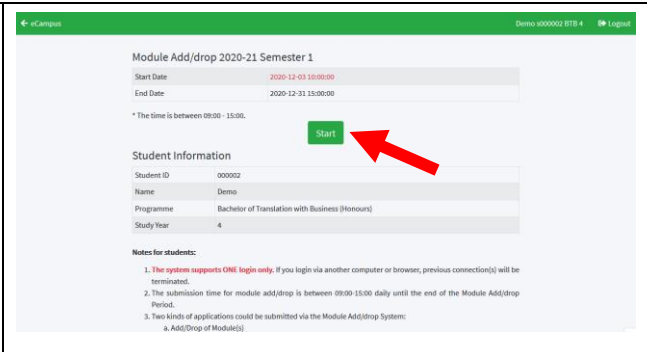 eCampus
Demo s000002 BTB 4 Logout
Module Add/drop 2020-21 Semester 1
Start Date 2020-12-03 10:00:00
End Date 2020-12-31 15:00:00
* The time is between 09:00 - 15:00.
Start
Student Information
Student ID 000002
Name Demo
Programme Bachelor of Translation with Business (Honours)
Study Year 4
Notes for students:
1. The system supports ONE login only. If you login via another computer or browser, previous connection(s) will be
terminated.
2. The submission time for module add/drop is between 09:00-15:00 daily until the end of the Module Add/drop
Period.
3. Two kinds of applications could be submitted via the Module Add/drop System:
a. Add/Drop of Module(s)